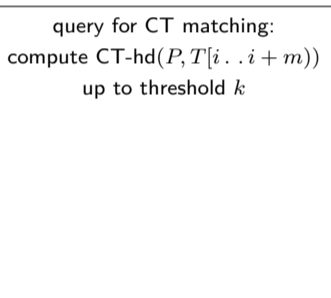 query for CT matching:
compute CT-hd(P, T[i . . i + m))
up to threshold k